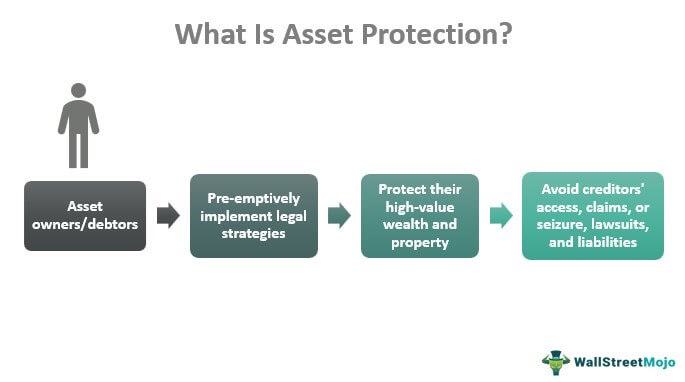 What Is Asset Protection?
Asset
owners/debtors
Pre-emptively
implement legal
strategies
Protect their
high-value
wealth and
property
Avoid creditors'
access, claims, or
seizure, lawsuits,
and liabilities
WallStreetMojo